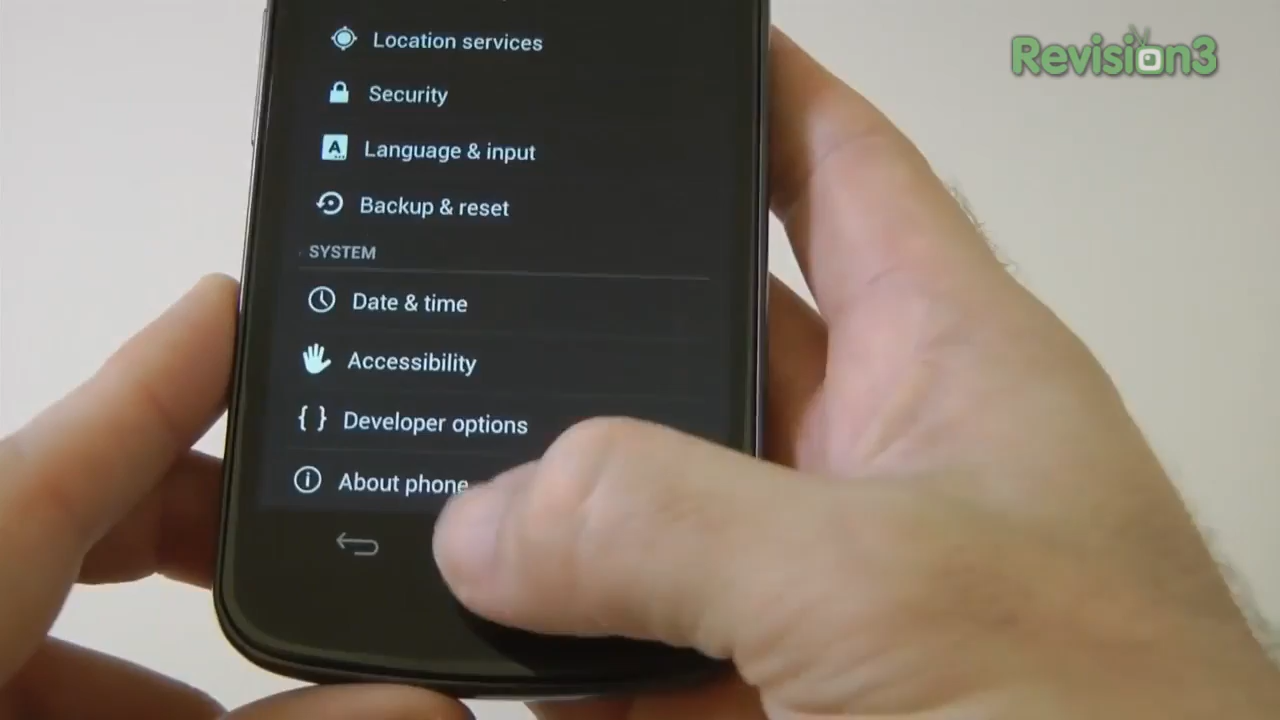 Revision3
Location services
Security
Language & input
Backup & reset
SYSTEM
Date & time
Accessibility
Developer options
About phone